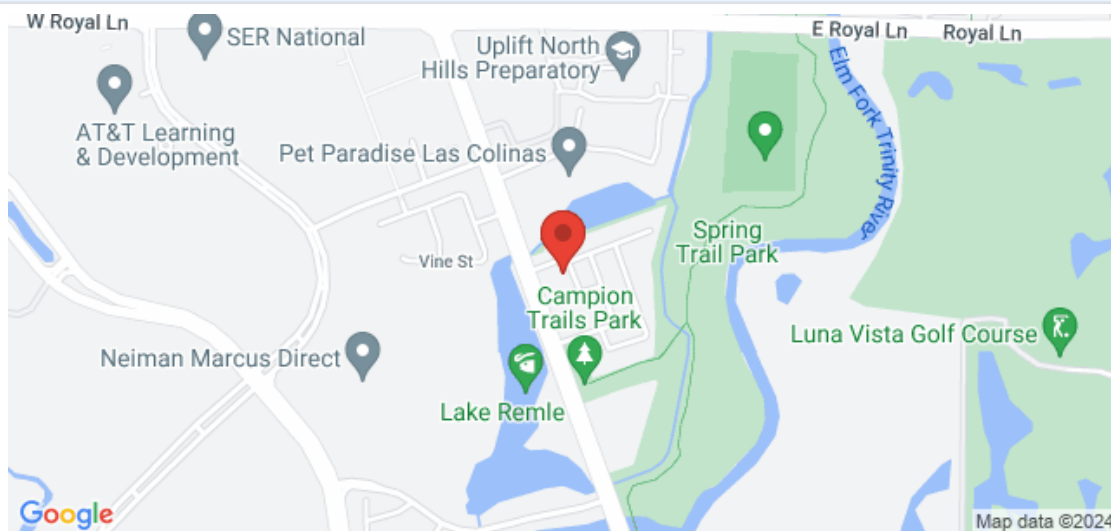 W Royal Ln
E Royal Ln
Royal Ln
SER National
Uplift North
Hills Preparatory
Elm Fork Trinity River
AT&T Learning
& Development
Pet Paradise Las Colinas
Spring
Trail Park
Vine St
Campion
Trails Park
Luna Vista Golf Course
Neiman Marcus Direct
Lake Remle
Google
Map data ©2024